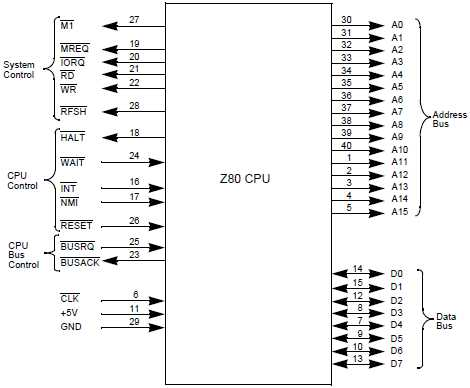 M1 27
System Control
MREQ 19
IORQ 20
RD 21
WR 22
RFSH 28
CPU Control
HALT 18
WAIT 24
INT 16
NMI 17
RESET 26
CPU Bus Control
BUSRQ 25
BUSACK 23
CLK 6
+5V 11
GND 29
Z80 CPU
30 A0
31 A1
32 A2
33 A3
34 A4
35 A5
36 A6
37 A7
38 A8
39 A9
40 A10
1 A11
2 A12
3 A13
4 A14
5 A15
Address Bus
14 D0
15 D1
12 D2
8 D3
7 D4
9 D5
10 D6
13 D7
Data Bus